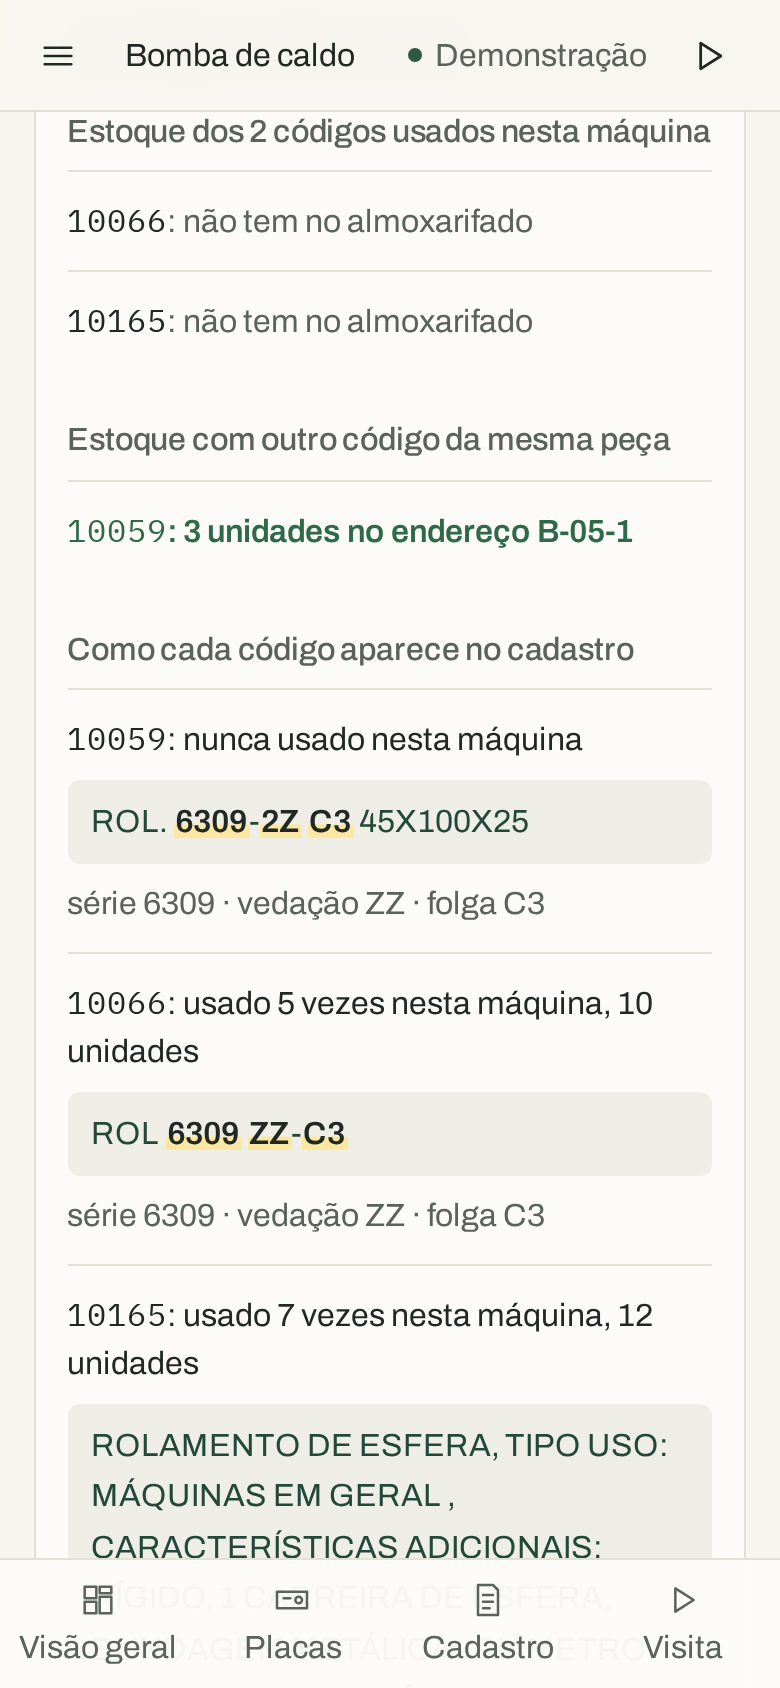 Bomba de caldo
Demonstração
Estoque dos 2 códigos usados nesta máquina
10066: não tem no almoxarifado
10165: não tem no almoxarifado
Estoque com outro código da mesma peça
10059: 3 unidades no endereço B-05-1
Como cada código aparece no cadastro
10059: nunca usado nesta máquina
ROL. 6309-2Z C3 45X100X25
série 6309 · vedação ZZ · folga C3
10066: usado 5 vezes nesta máquina, 10
unidades
ROL 6309 ZZ-C3
série 6309 · vedação ZZ · folga C3
10165: usado 7 vezes nesta máquina, 12
unidades
ROLAMENTO DE ESFERA, TIPO USO:
MÁQUINAS EM GERAL ,
CARACTERÍSTICAS ADICIONAIS:
Visão geral
Placas
Cadastro
Visita